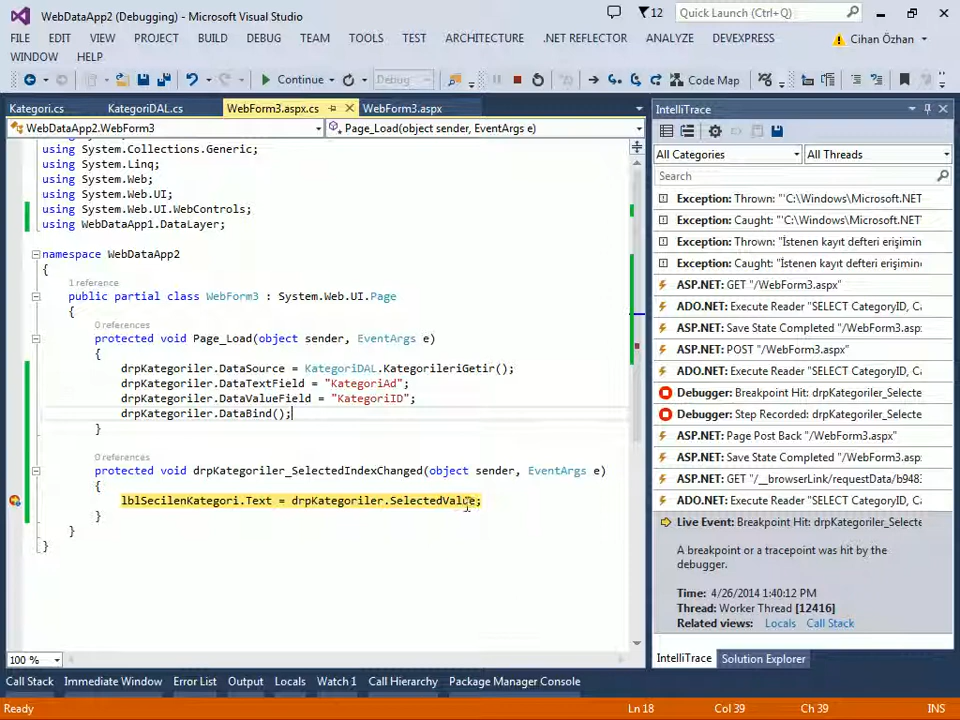 WebDataApp2 (Debugging) - Microsoft Visual Studio
12
Quick Launch (Ctrl+Q)
FILE EDIT VIEW PROJECT BUILD DEBUG TEAM TOOLS TEST ARCHITECTURE .NET REFLECTOR ANALYZE DEVEXPRESS
Cihan Özhan
WINDOW HELP
Continue Debug Code Map
Kategori.cs KategoriDAL.cs WebForm3.aspx.cs WebForm3.aspx
WebDataApp2.WebForm3 Page_Load(object sender, EventArgs e)
using System.Collections.Generic;
using System.Linq;
using System.Web;
using System.Web.UI;
using System.Web.UI.WebControls;
using WebDataApp1.DataLayer;
namespace WebDataApp2
{
1 reference
public partial class WebForm3 : System.Web.UI.Page
{
0 references
protected void Page_Load(object sender, EventArgs e)
{
drpKategoriler.DataSource = KategoriDAL.KategorileriGetir();
drpKategoriler.DataTextField = "KategoriAd";
drpKategoriler.DataValueField = "KategoriID";
drpKategoriler.DataBind();
}
0 references
protected void drpKategoriler_SelectedIndexChanged(object sender, EventArgs e)
{
lblSecilenKategori.Text = drpKategoriler.SelectedValue;
}
}
}
100 %
IntelliTrace
All Categories All Threads
Search
Exception: Thrown: "'C:\Windows\Microsoft.NET
Exception: Caught: "'C:\Windows\Microsoft.NET
Exception: Thrown: "İstenen kayıt defteri erişimin
Exception: Caught: "İstenen kayıt defteri erişimine
ASP.NET: GET "/WebForm3.aspx"
ADO.NET: Execute Reader "SELECT CategoryID,
ASP.NET: Save State Completed "/WebForm3.asp:
ASP.NET: POST "/WebForm3.aspx"
ADO.NET: Execute Reader "SELECT CategoryID,
Debugger: Breakpoint Hit: drpKategoriler_Selecte
Debugger: Step Recorded: drpKategoriler_Selecte
ASP.NET: Page Post Back "/WebForm3.aspx"
ASP.NET: Save State Completed "/WebForm3.asp:
ASP.NET: GET "/__browserLink/requestData/b9483
ADO.NET: Execute Reader "SELECT CategoryID,
Live Event: Breakpoint Hit: drpKategoriler_Selecte
A breakpoint or a tracepoint was hit by the
debugger.
Time: 4/26/2014 1:40:12 PM
Thread: Worker Thread [12416]
Related views: Locals Call Stack
IntelliTrace Solution Explorer
Call Stack Immediate Window Error List Output Locals Watch 1 Call Hierarchy Package Manager Console
Ready Ln 18 Col 39 Ch 39 INS